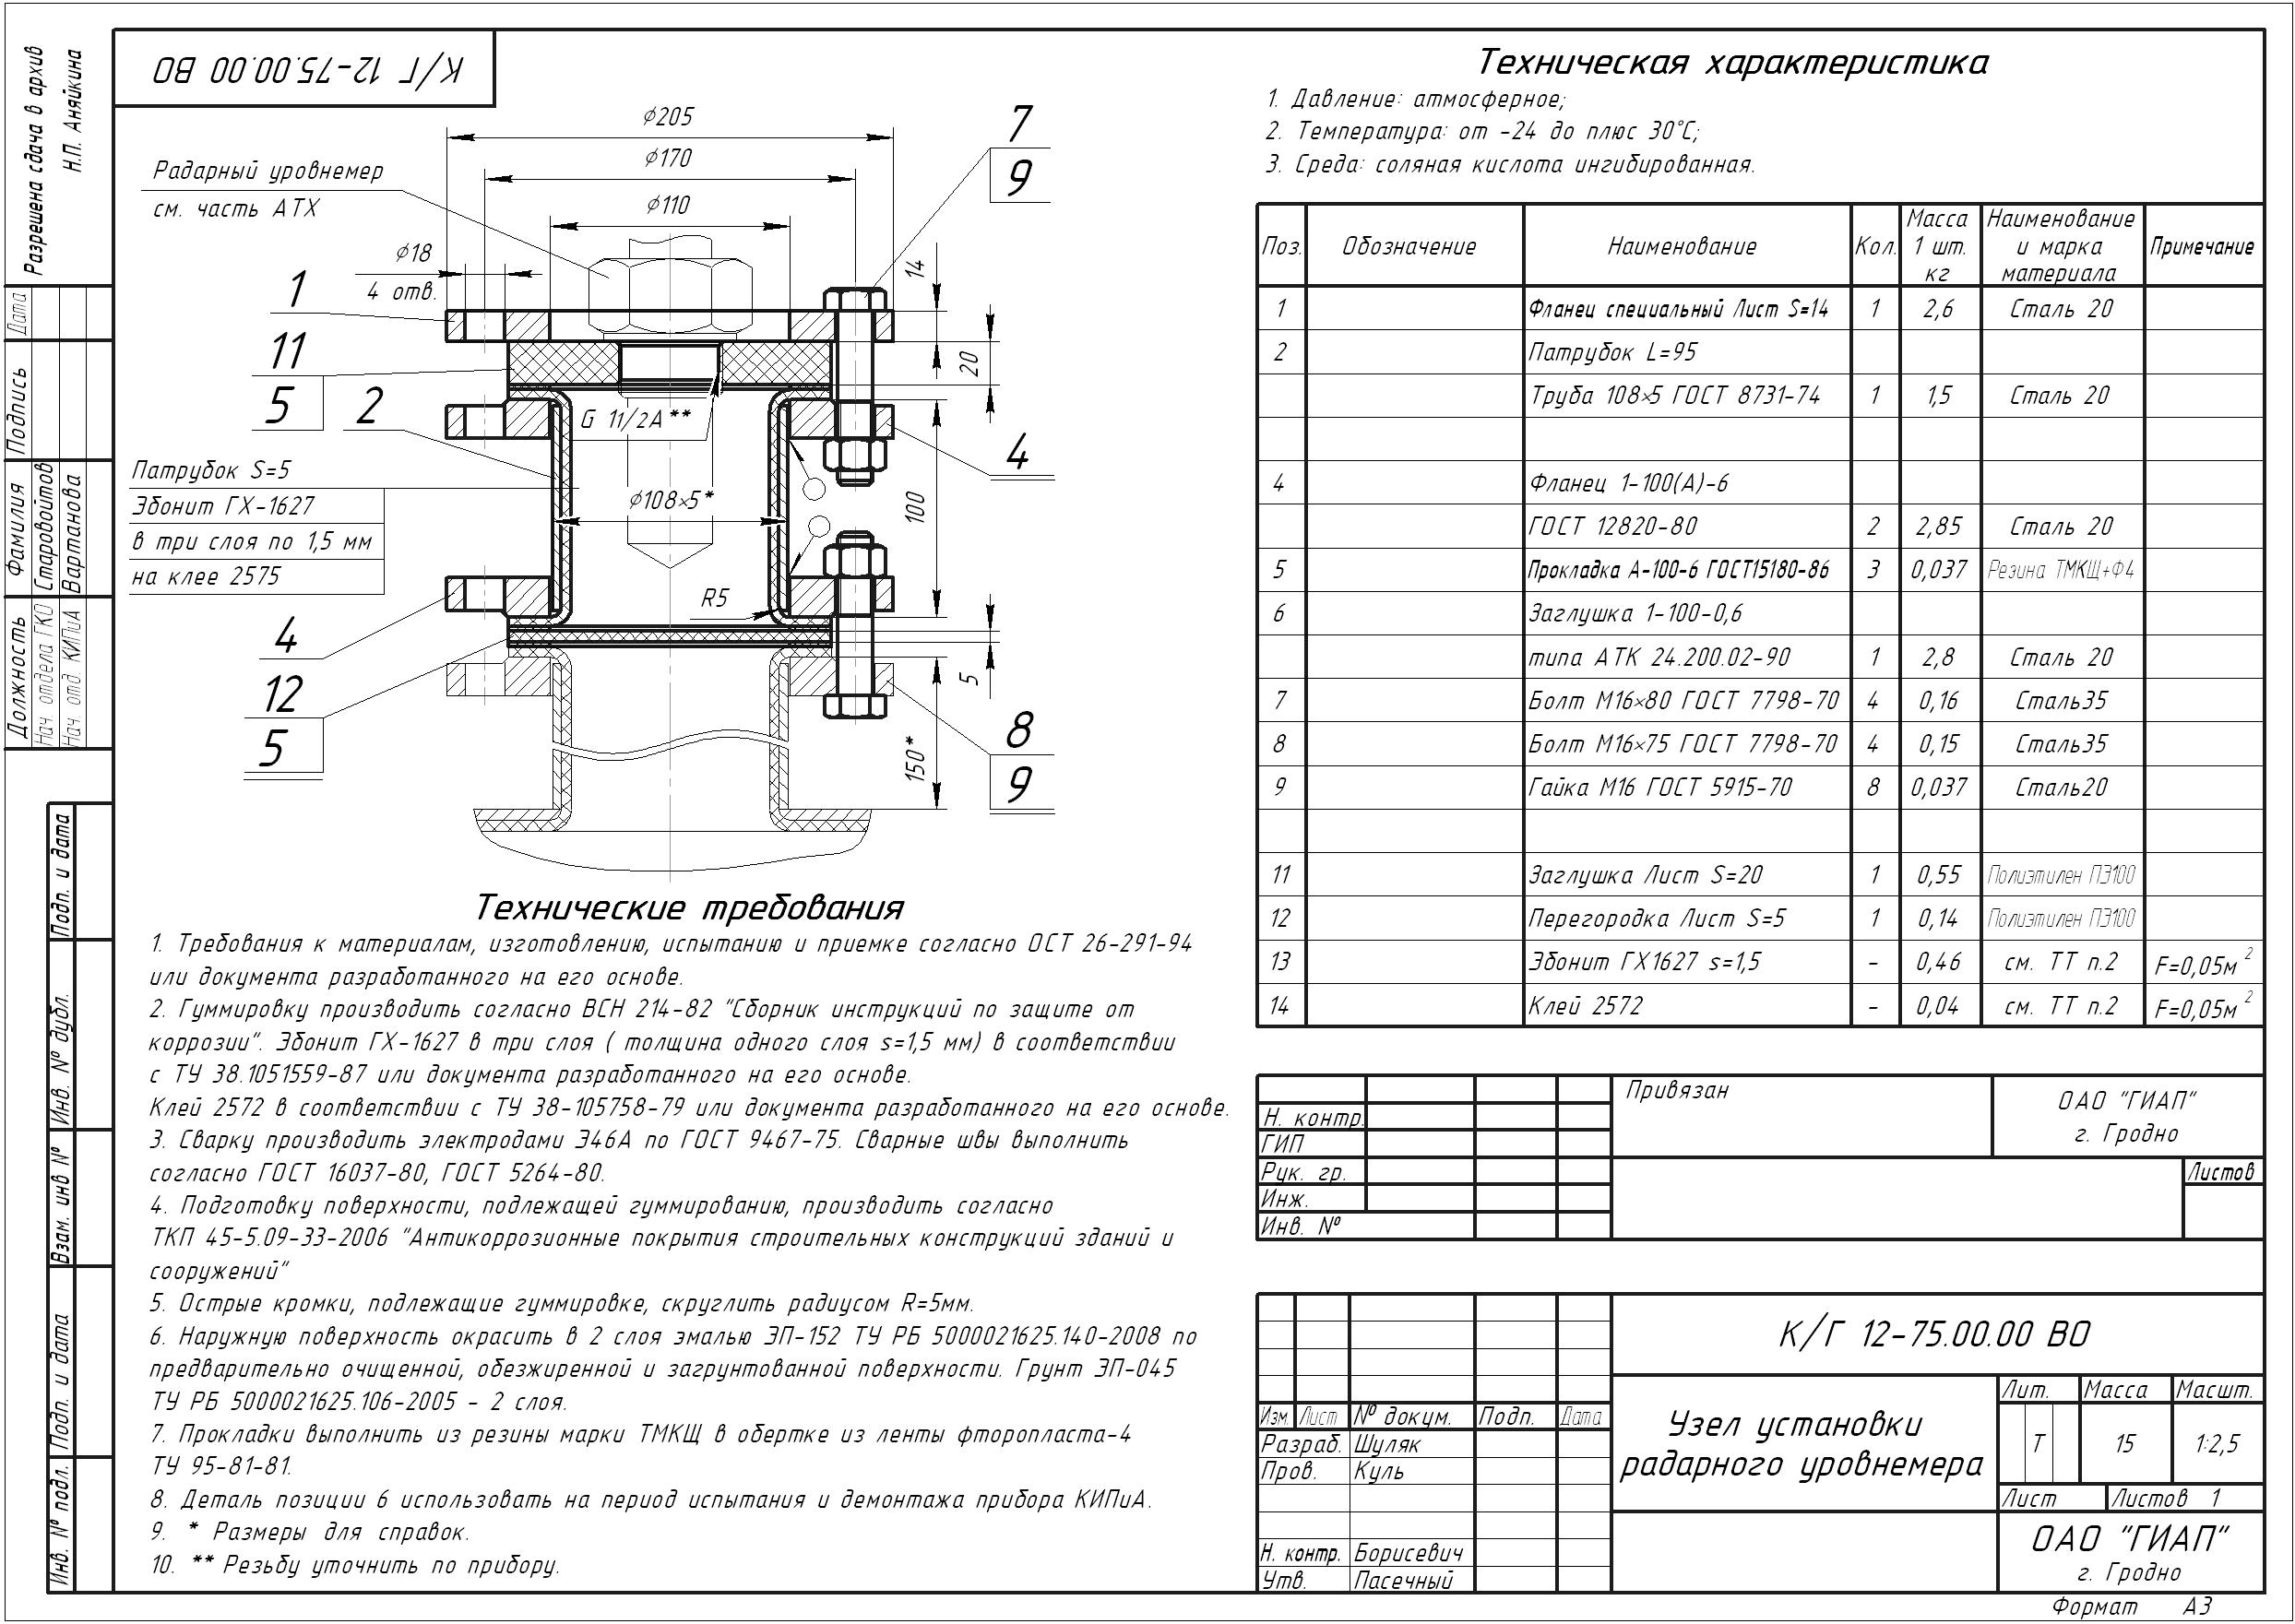 К/Г 12-75.00.00 ВО
Разрешена сдача в архив
Н.П. Аняйкина
Дата
Подпись
Фамилия
Старовойтов
Вартанова
Должность
Нач. отдела ГКО
Нач. отд. КИПиА
Подп. и дата
Инв. № дубл.
Взам. инв №
Подп. и дата
Инв. № подл.
⌀205
⌀170
⌀110
⌀18
4 отв.
Радарный уровнемер
см. часть АТХ
7
9
14
20
1
11
5
2
G 11/2A**
4
Патрубок S=5
Эбонит ГХ-1627
в три слоя по 1,5 мм
на клее 2575
⌀108×5*
100
R5
4
12
5
5
150*
8
9
Технические требования
1. Требования к материалам, изготовлению, испытанию и приемке согласно ОСТ 26-291-94
или документа разработанного на его основе.
2. Гуммировку производить согласно ВСН 214-82 "Сборник инструкций по защите от
коррозии". Эбонит ГХ-1627 в три слоя ( толщина одного слоя s=1,5 мм) в соответствии
с ТУ 38.1051559-87 или документа разработанного на его основе.
Клей 2572 в соответствии с ТУ 38-105758-79 или документа разработанного на его основе.
3. Сварку производить электродами Э46А по ГОСТ 9467-75. Сварные швы выполнить
согласно ГОСТ 16037-80, ГОСТ 5264-80.
4. Подготовку поверхности, подлежащей гуммированию, производить согласно
ТКП 45-5.09-33-2006 "Антикоррозионные покрытия строительных конструкций зданий и
сооружений"
5. Острые кромки, подлежащие гуммировке, скруглить радиусом R=5мм.
6. Наружную поверхность окрасить в 2 слоя эмалью ЭП-152 ТУ РБ 5000021625.140-2008 по
предварительно очищенной, обезжиренной и загрунтованной поверхности. Грунт ЭП-045
ТУ РБ 5000021625.106-2005 - 2 слоя.
7. Прокладки выполнить из резины марки ТМКЩ в обертке из ленты фторопласта-4
ТУ 95-81-81.
8. Деталь позиции 6 использовать на период испытания и демонтажа прибора КИПиА.
9. * Размеры для справок.
10. ** Резьбу уточнить по прибору.
Техническая характеристика
1. Давление: атмосферное;
2. Температура: от -24 до плюс 30°С;
3. Среда: соляная кислота ингибированная.
Поз. Обозначение Наименование Кол. Масса 1 шт. кг Наименование и марка материала Примечание
1 Фланец специальный Лист S=14 1 2,6 Сталь 20
2 Патрубок L=95
Труба 108×5 ГОСТ 8731-74 1 1,5 Сталь 20
4 Фланец 1-100(А)-6
ГОСТ 12820-80 2 2,85 Сталь 20
5 Прокладка А-100-6 ГОСТ15180-86 3 0,037 Резина ТМКЩ+Ф4
6 Заглушка 1-100-0,6
типа АТК 24.200.02-90 1 2,8 Сталь 20
7 Болт М16×80 ГОСТ 7798-70 4 0,16 Сталь35
8 Болт М16×75 ГОСТ 7798-70 4 0,15 Сталь35
9 Гайка М16 ГОСТ 5915-70 8 0,037 Сталь20
11 Заглушка Лист S=20 1 0,55 Полиэтилен ПЭ100
12 Перегородка Лист S=5 1 0,14 Полиэтилен ПЭ100
13 Эбонит ГХ1627 s=1,5 - 0,46 см. ТТ п.2 F=0,05м²
14 Клей 2572 - 0,04 см. ТТ п.2 F=0,05м²
Привязан
ОАО "ГИАП"
г. Гродно
Н. контр.
ГИП
Рук. гр.
Листов
Инж.
Инв. №
К/Г 12-75.00.00 ВО
Изм. Лист № докум. Подп. Дата
Разраб. Шуляк
Пров. Куль
Н. контр. Борисевич
Утв. Пасечный
Узел установки
радарного уровнемера
Лит. Масса Масшт.
Т 15 1:2,5
Лист Листов 1
ОАО "ГИАП"
г. Гродно
Формат А3